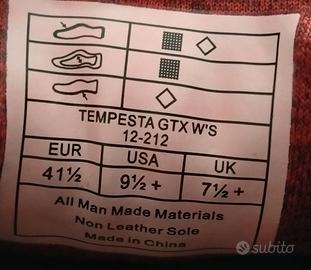 TEMPESTA GTX W'S
12-212
EUR USA UK
41½ 9½ + 7½ +
All Man Made Materials
Non Leather Sole
Made in China
subito